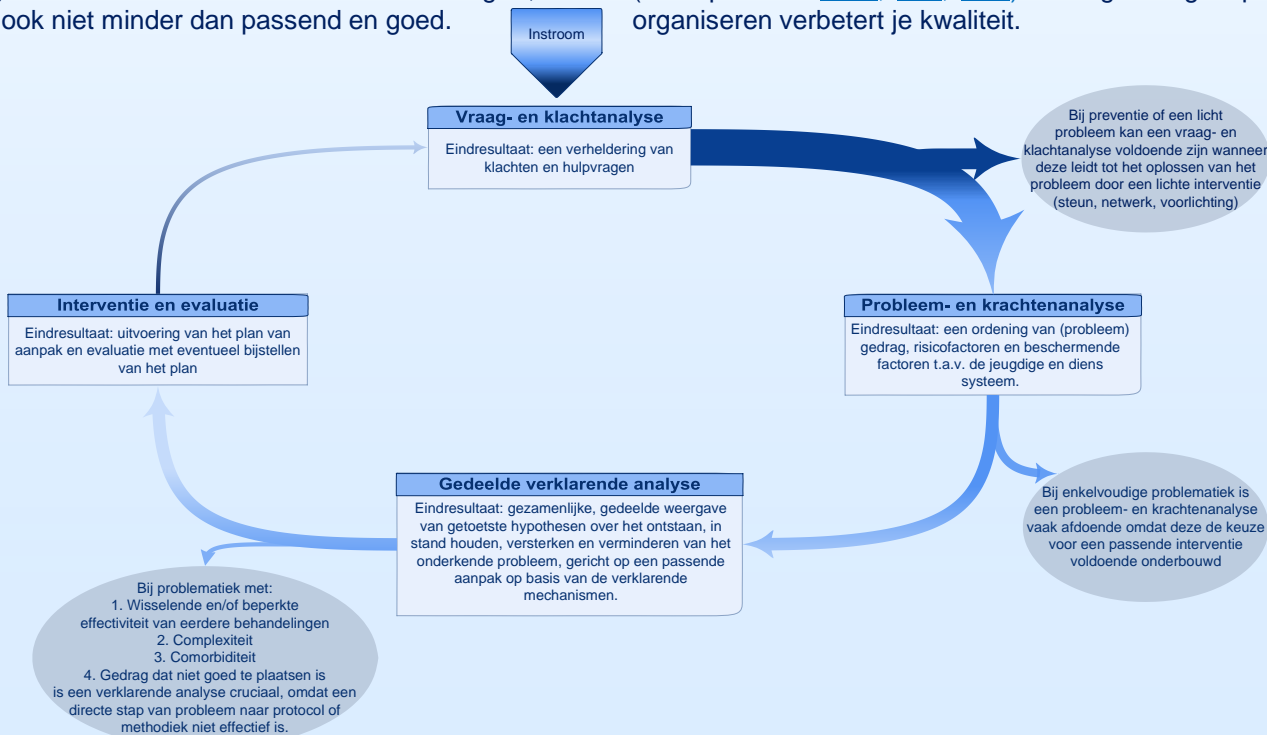 ook niet minder dan passend en goed.
organiseren verbetert je kwaliteit.
Instroom
Vraag- en klachtanalyse
Eindresultaat: een verheldering van
klachten en hulpvragen
Bij preventie of een licht
probleem kan een vraag- en
klachtanalyse voldoende zijn wanneer
deze leidt tot het oplossen van het
probleem door een lichte interventie
(steun, netwerk, voorlichting)
Interventie en evaluatie
Eindresultaat: uitvoering van het plan van
aanpak en evaluatie met eventueel bijstellen
van het plan
Probleem- en krachtenanalyse
Eindresultaat: een ordening van (probleem)
gedrag, risicofactoren en beschermende
factoren t.a.v. de jeugdige en diens
systeem.
Gedeelde verklarende analyse
Eindresultaat: gezamenlijke, gedeelde weergave
van getoetste hypothesen over het ontstaan, in
stand houden, versterken en verminderen van het
onderkende probleem, gericht op een passende
aanpak op basis van de verklarende
mechanismen.
Bij enkelvoudige problematiek is
een probleem- en krachtenanalyse
vaak afdoende omdat deze de keuze
voor een passende interventie
voldoende onderbouwd
Bij problematiek met:
1. Wisselende en/of beperkte
effectiviteit van eerdere behandelingen
2. Complexiteit
3. Comorbiditeit
4. Gedrag dat niet goed te plaatsen is
is een verklarende analyse cruciaal, omdat een
directe stap van probleem naar protocol of
methodiek niet effectief is.